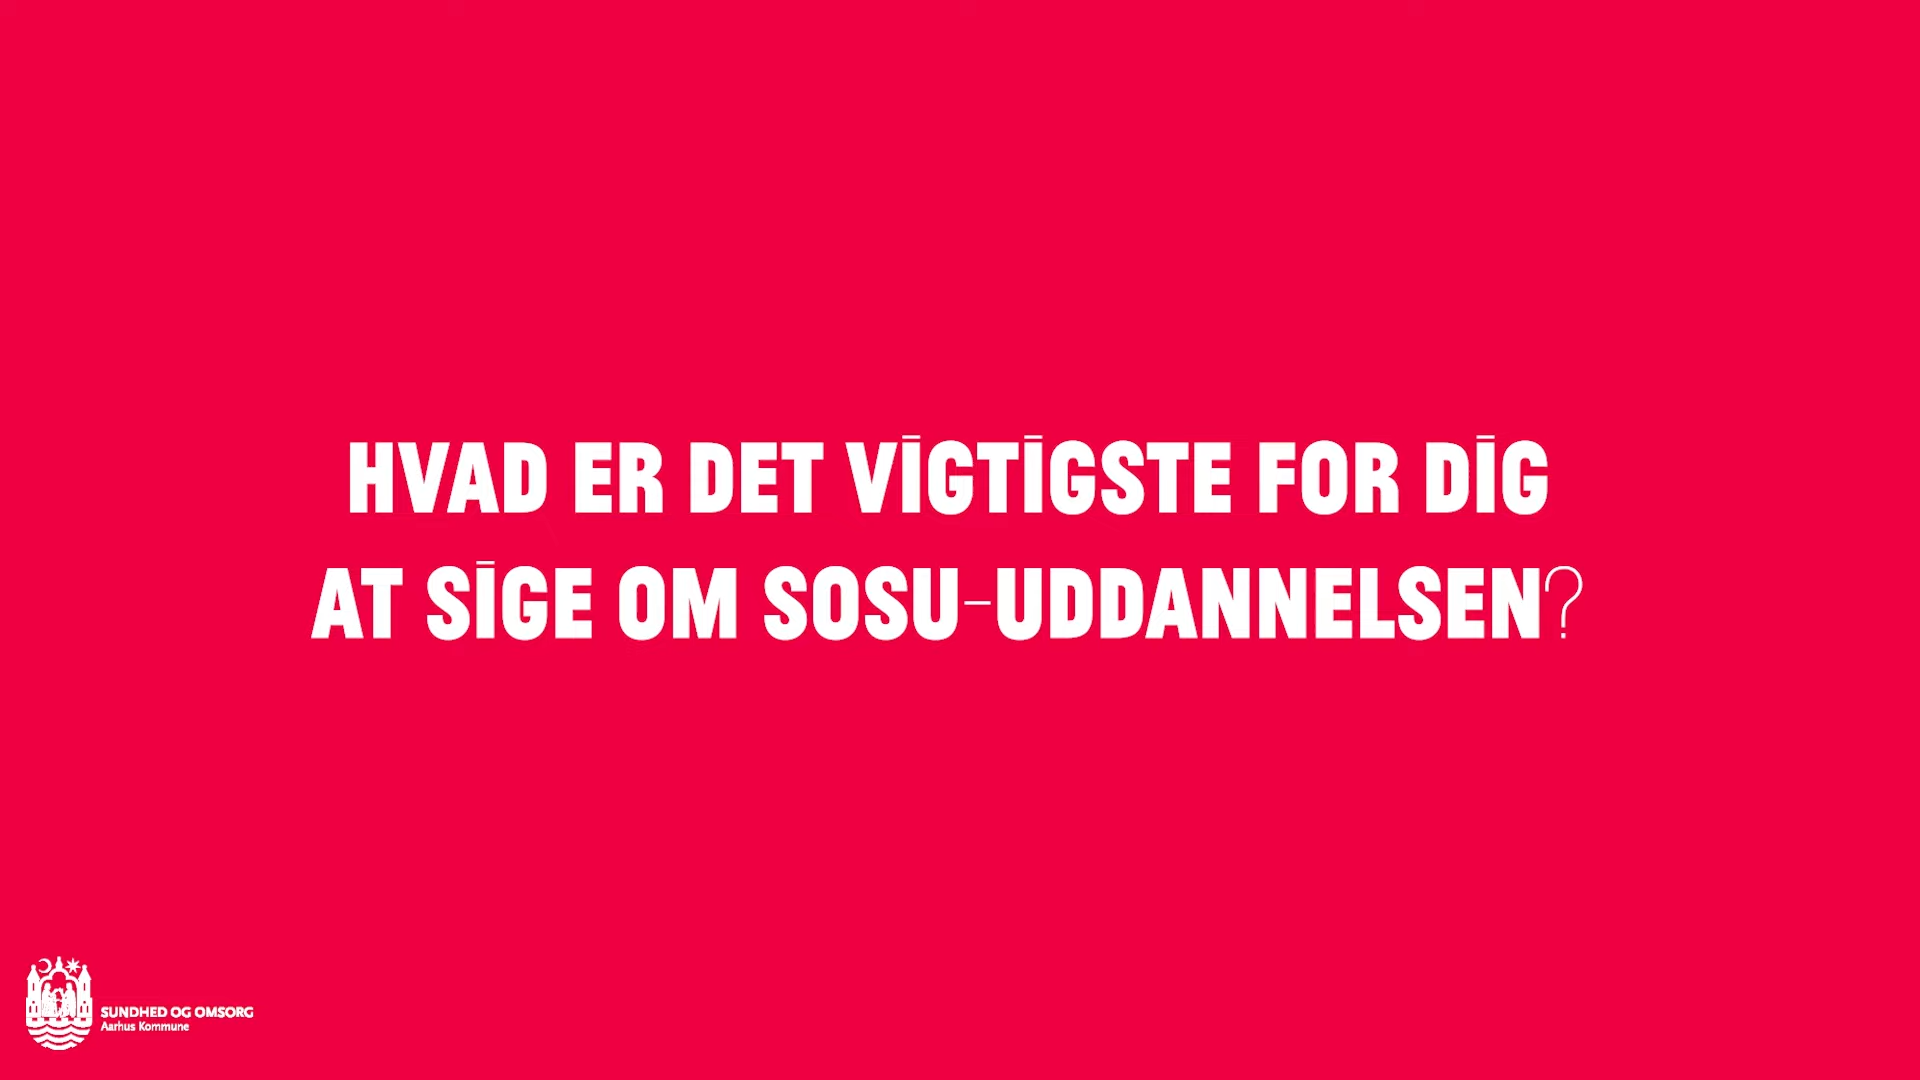 HVAD ER DET VIGTIGSTE FOR DIG
AT SIGE OM SOSU-UDDANNELSEN?
SUNDHED OG OMSORG
Aarhus Kommune